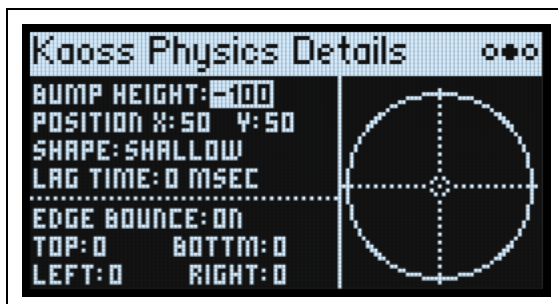 Kaoss Physics Details
BUMP HEIGHT:-100
POSITION X:50 Y:50
SHAPE:SHALLOW
LAG TIME:0 MSEC
EDGE BOUNCE:ON
TOP:0 BOTTM:0
LEFT:0 RIGHT:0